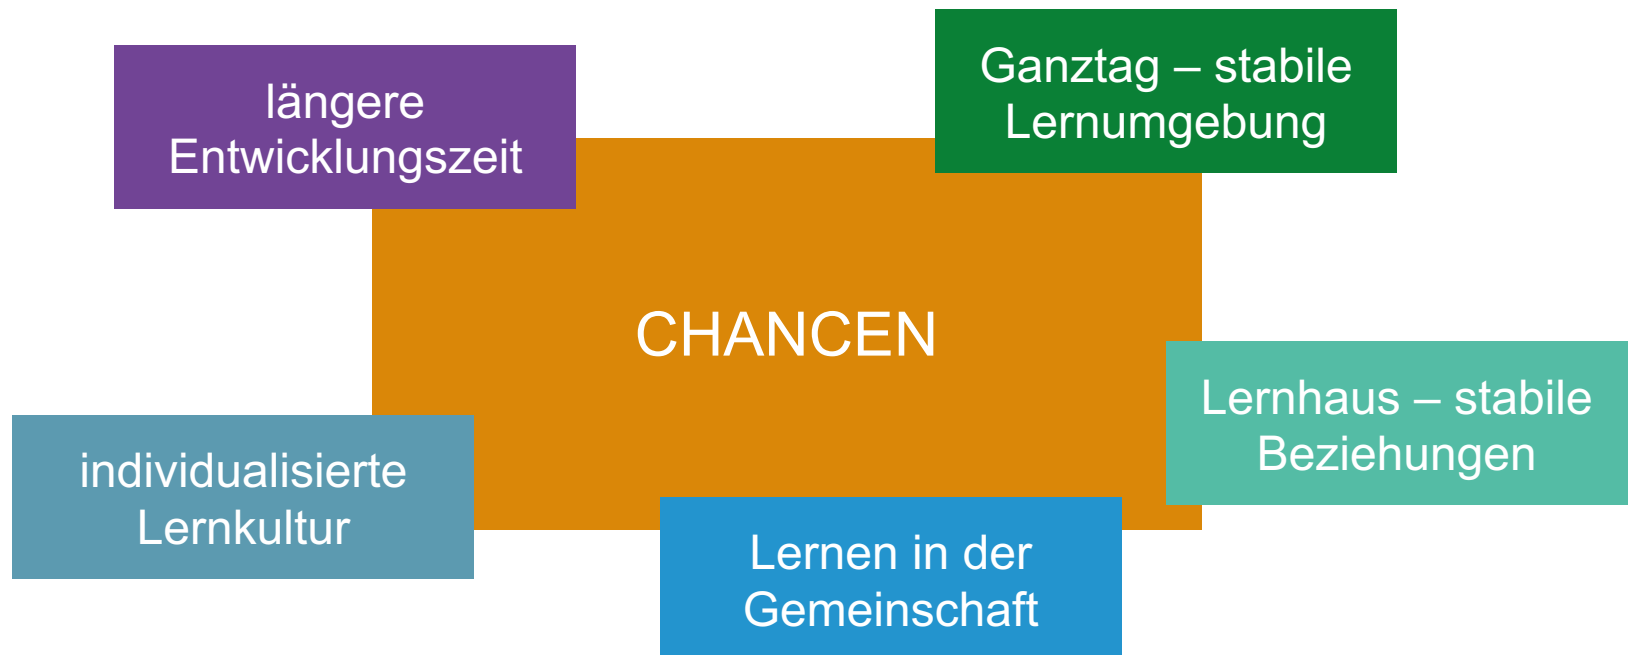 längere
Entwicklungszeit
Ganztag – stabile
Lernumgebung
CHANCEN
Lernhaus – stabile
Beziehungen
individualisierte
Lernkultur
Lernen in der
Gemeinschaft